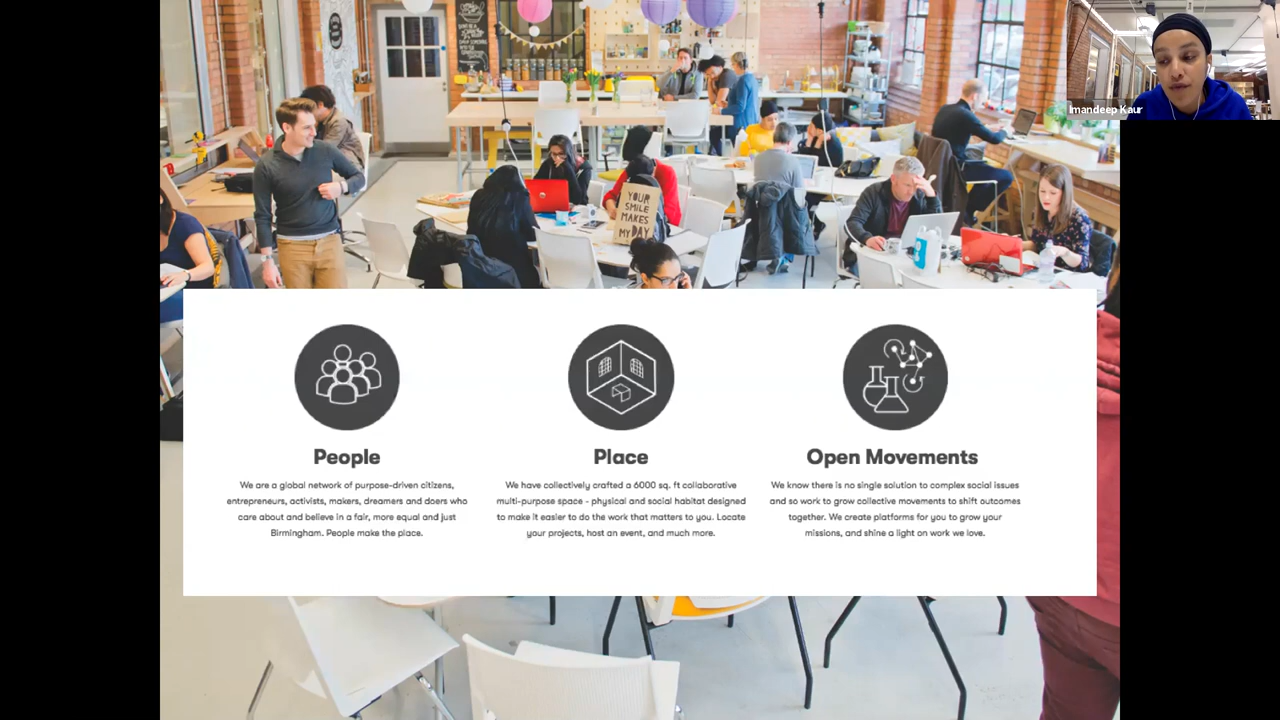 Imandeep Kaur
YOUR
SMILE
MAKES
MY DAY
People
We are a global network of purpose-driven citizens,
entrepreneurs, activists, makers, dreamers and doers who
care about and believe in a fair, more equal and just
Birmingham. People make the place.
Place
We have collectively crafted a 6000 sq. ft collaborative
multi-purpose space - physical and social habitat designed
to make it easier to do the work that matters to you. Locate
your projects, host an event, and much more.
Open Movements
We know there is no single solution to complex social issues
and so work to grow collective movements to shift outcomes
together. We create platforms for you to grow your
missions, and shine a light on work we love.